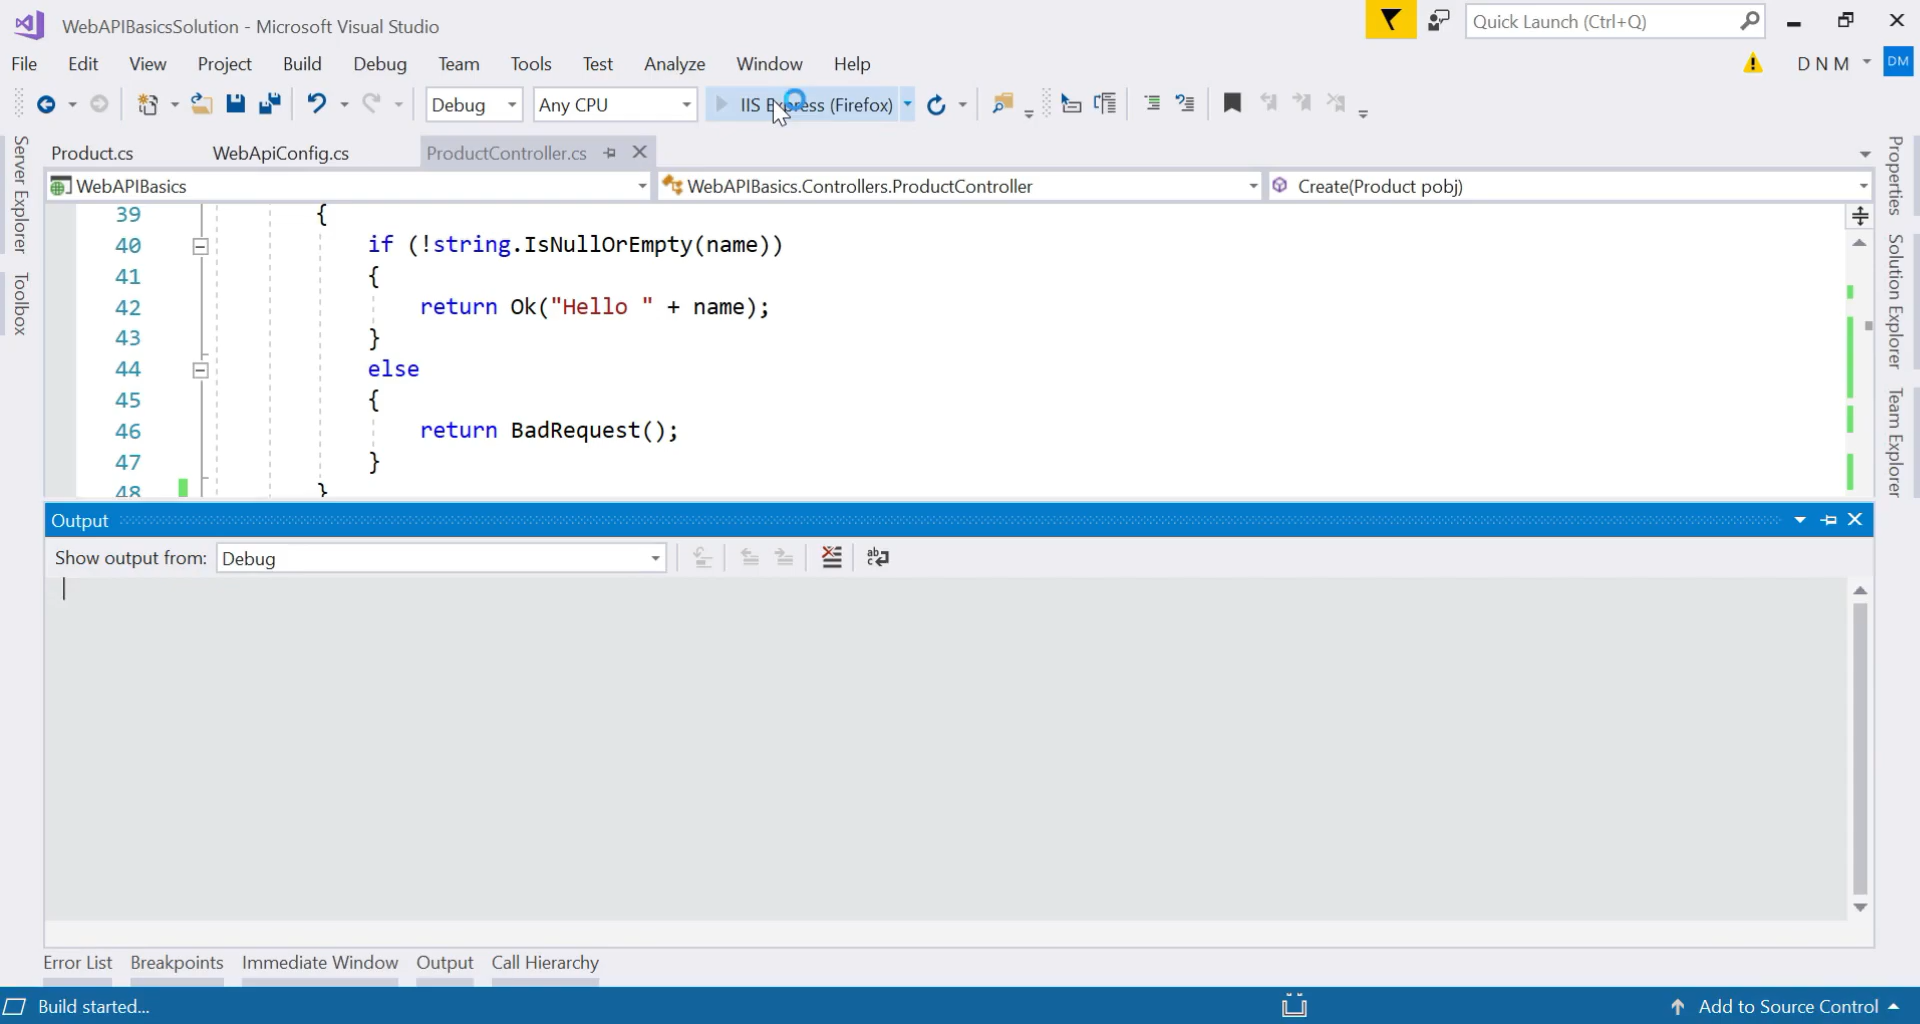 WebAPIBasicsSolution - Microsoft Visual Studio
Quick Launch (Ctrl+Q)
File Edit View Project Build Debug Team Tools Test Analyze Window Help
D N M
DM
Debug
Any CPU
IIS Express (Firefox)
Product.cs
WebApiConfig.cs
ProductController.cs
WebAPIBasics
WebAPIBasics.Controllers.ProductController
Create(Product pobj)
Server Explorer
Toolbox
39 {
40 if (!string.IsNullOrEmpty(name))
41 {
42 return Ok("Hello " + name);
43 }
44 else
45 {
46 return BadRequest();
47 }
48 }
Properties
Solution Explorer
Team Explorer
Output
Show output from: Debug
Error List Breakpoints Immediate Window Output Call Hierarchy
Build started...
Add to Source Control